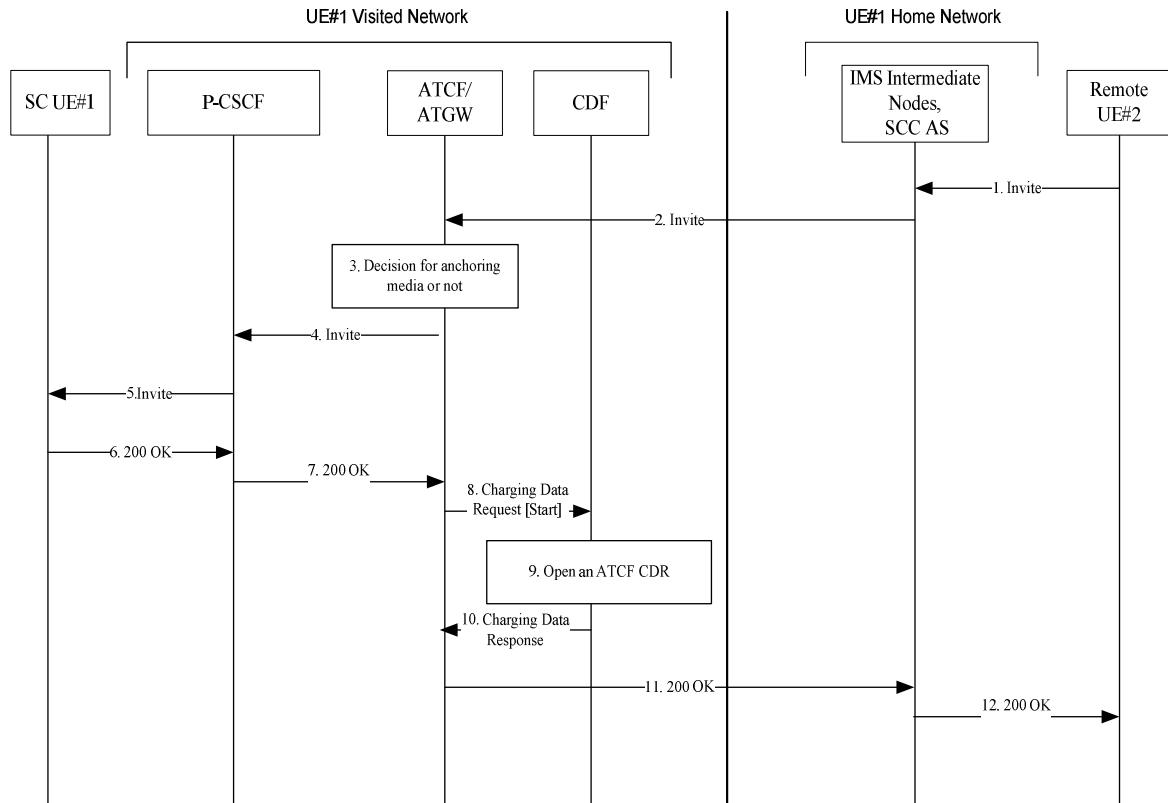 UE#1 Visited Network
UE#1 Home Network
SC UE#1
P-CSCF
ATCF/
ATGW
CDF
IMS Intermediate
Nodes,
SCC AS
Remote
UE#2
1. Invite
2. Invite
3. Decision for anchoring
media or not
4. Invite
5.Invite
6. 200 OK
7. 200 OK
8. Charging Data
Request [Start]
9. Open an ATCF CDR
10. Charging Data
Response
11. 200 OK
12. 200 OK